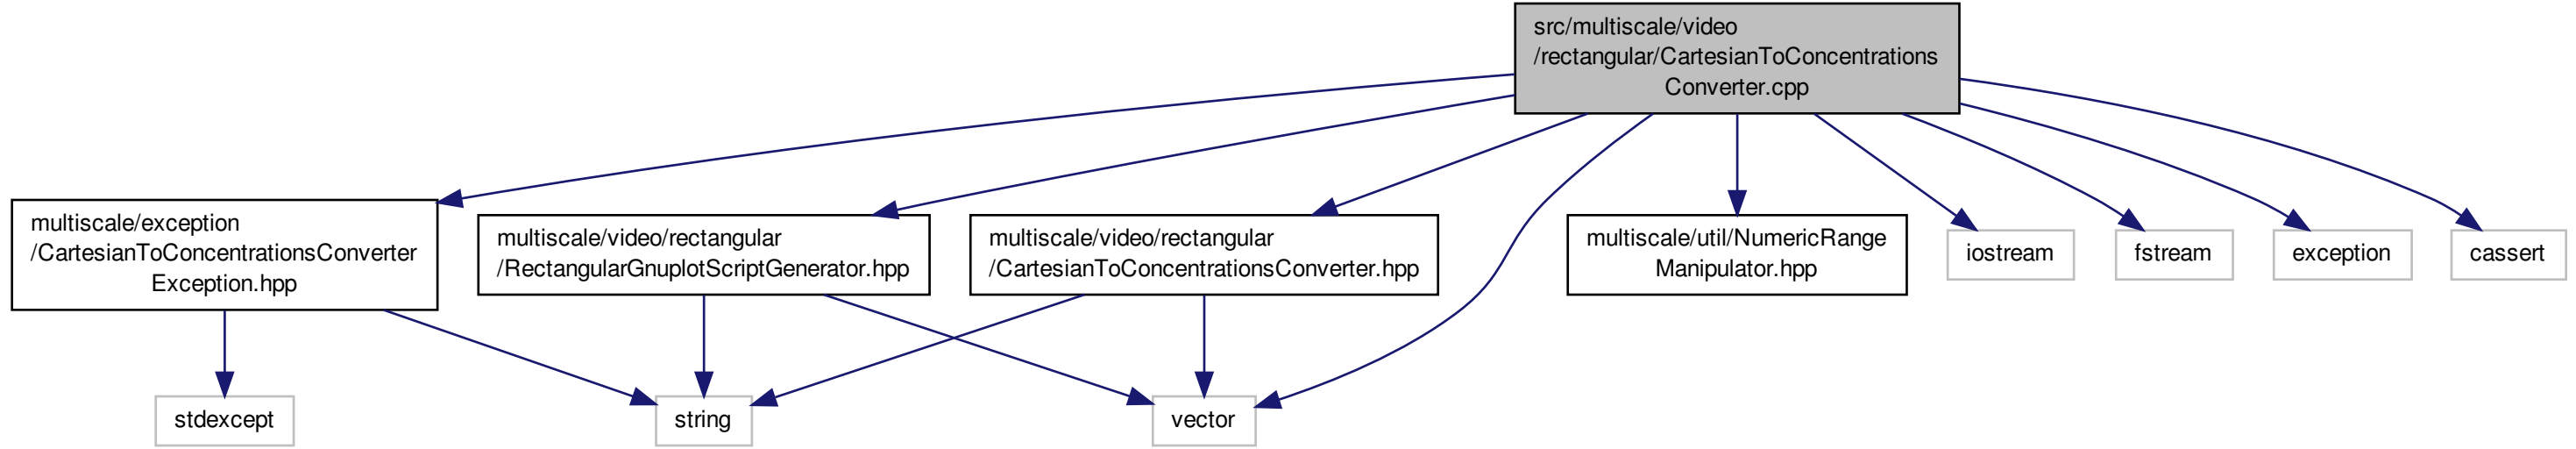 src/multiscale/video
/rectangular/CartesianToConcentrations
Converter.cpp
multiscale/exception
/CartesianToConcentrationsConverter
Exception.hpp
multiscale/video/rectangular
/RectangularGnuplotScriptGenerator.hpp
multiscale/video/rectangular
/CartesianToConcentrationsConverter.hpp
multiscale/util/NumericRange
Manipulator.hpp
iostream
fstream
exception
cassert
stdexcept
string
vector